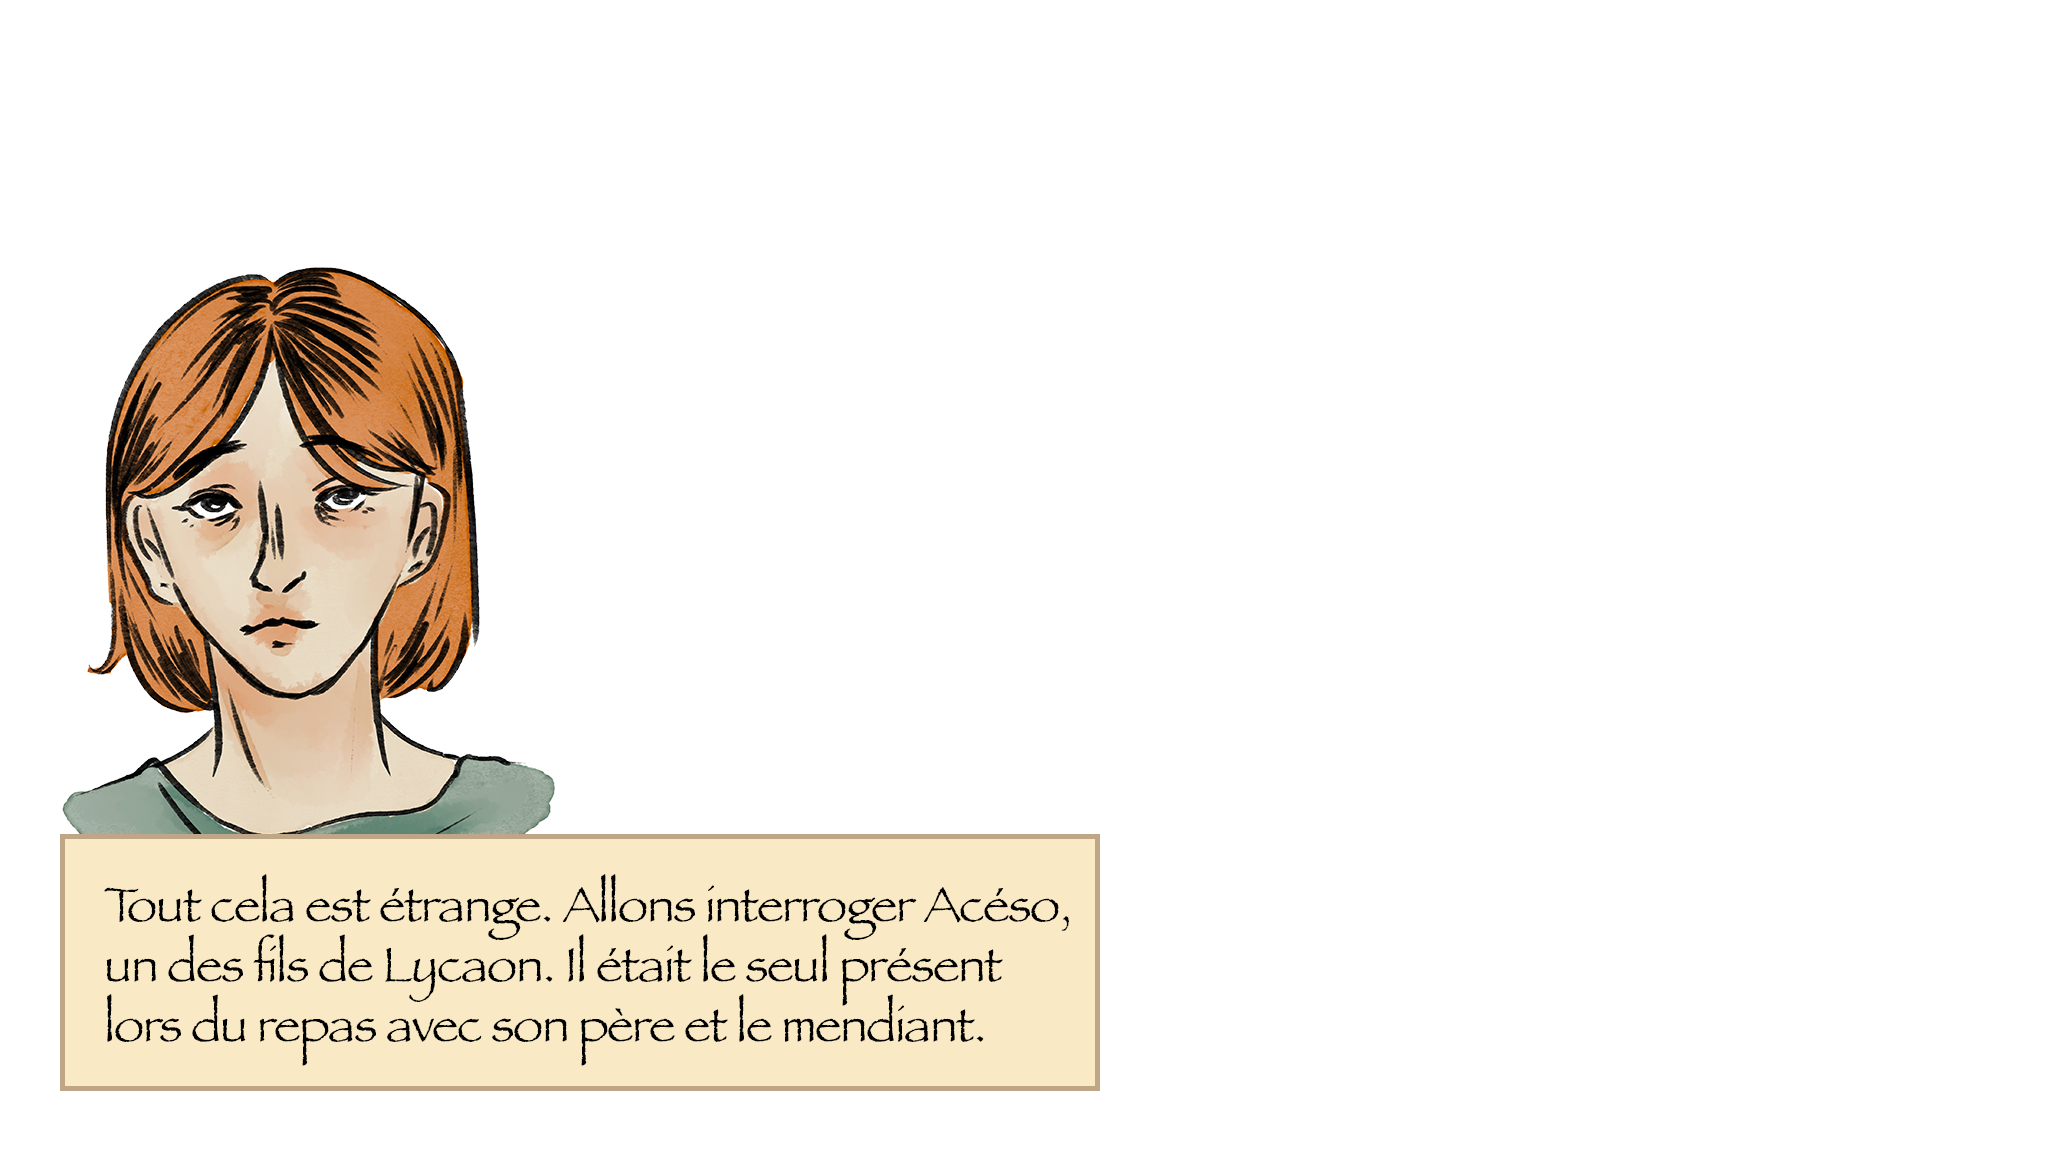 Tout cela est étrange. Allons interroger Acéso,
un des fils de Lycaon. Il était le seul présent
lors du repas avec son père et le mendiant.